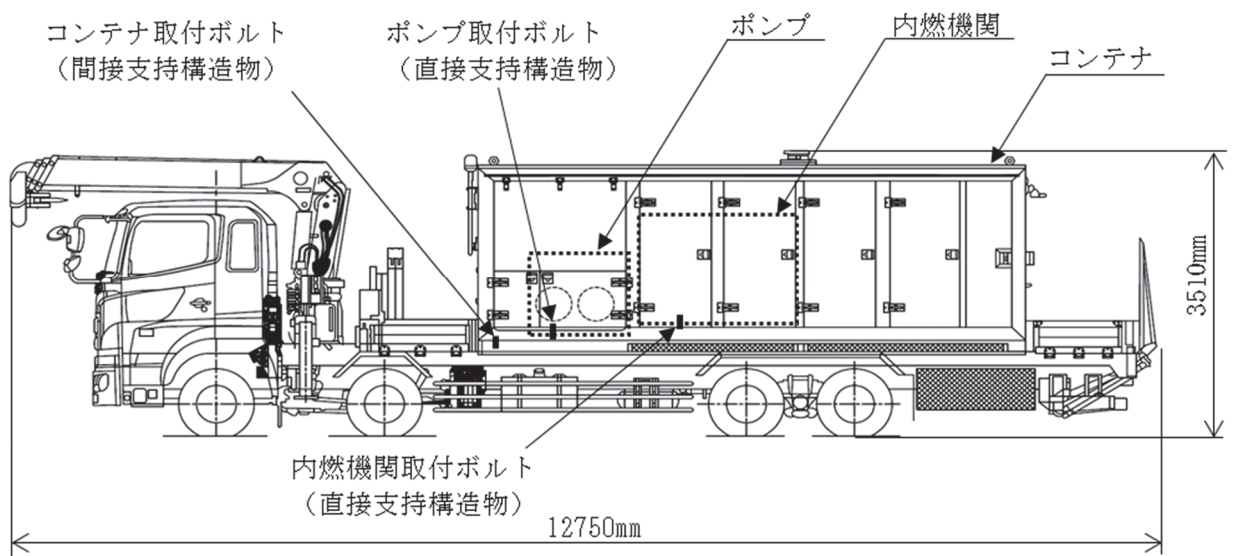 コンテナ取付ボルト
(間接支持構造物)
ポンプ取付ボルト
(直接支持構造物)
ポンプ
内燃機関
コンテナ
3510mm
内燃機関取付ボルト
(直接支持構造物)
12750mm